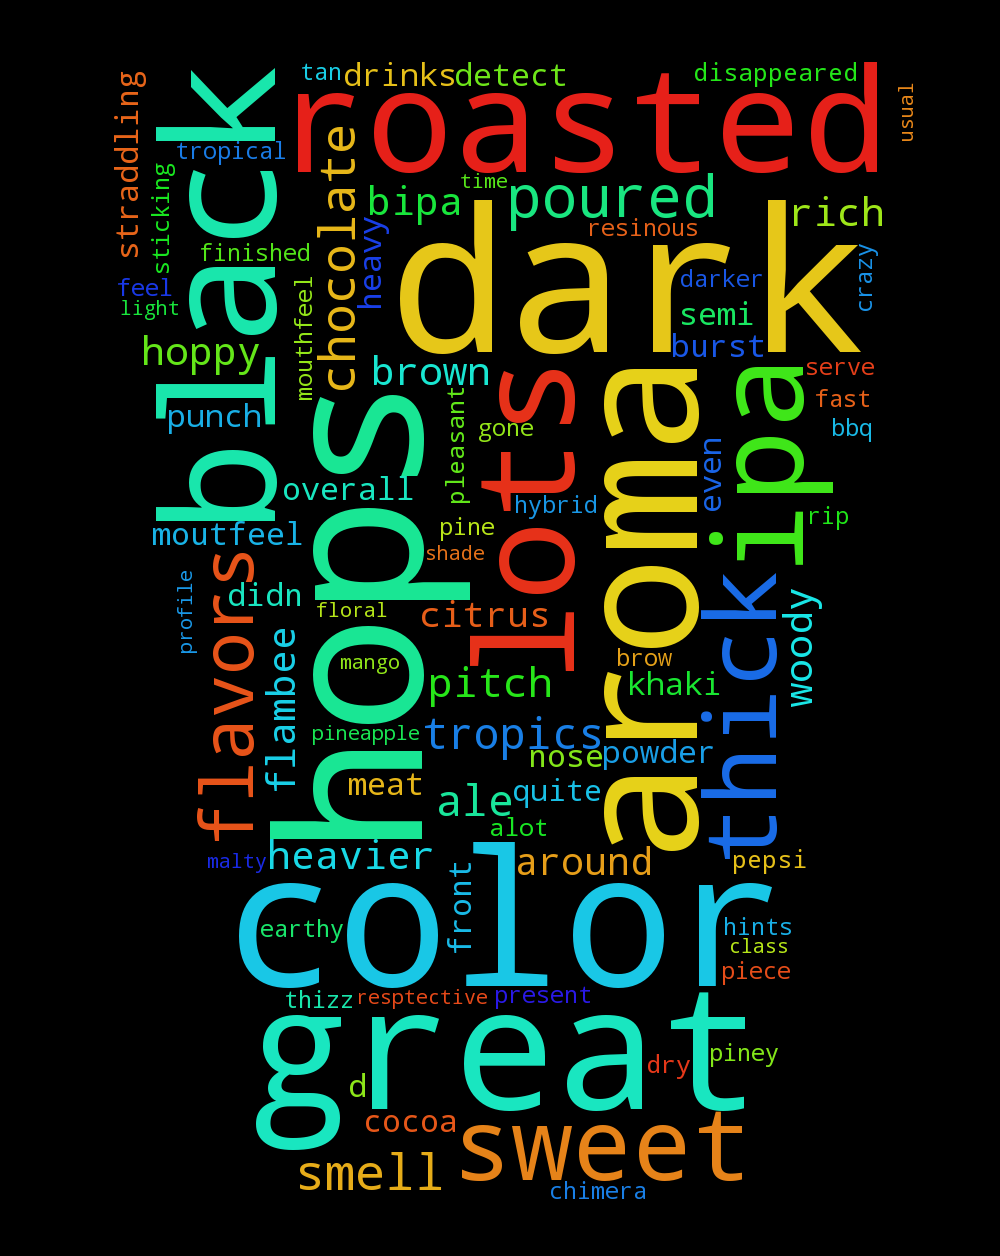 tan
drinks
detect
disappeared
roasted
usual
straddling
black
tropical
sticking
chocolate
time
bipa
poured
rich
resinous
finished
heavy
dark
crazy
feel
light
mouthfeel
darker
semi
hoppy
burst
brown
serve
punch
hops
lots
aroma
ipa
fast
bbq
pleasant
gone
even
overall
hybrid
rip
moutfeel
pine
shade
flavors
profile
didn
floral
citrus
thick
woody
flambee
mango
brow
pitch
khaki
pineapple
tropics
nose
powder
meat
ale
quite
alot
malty
heavier
around
pepsi
color
front
earthy
hints
class
piece
thizz
resptective
present
great
piney
dry
d
cocoa
sweet
smell
chimera